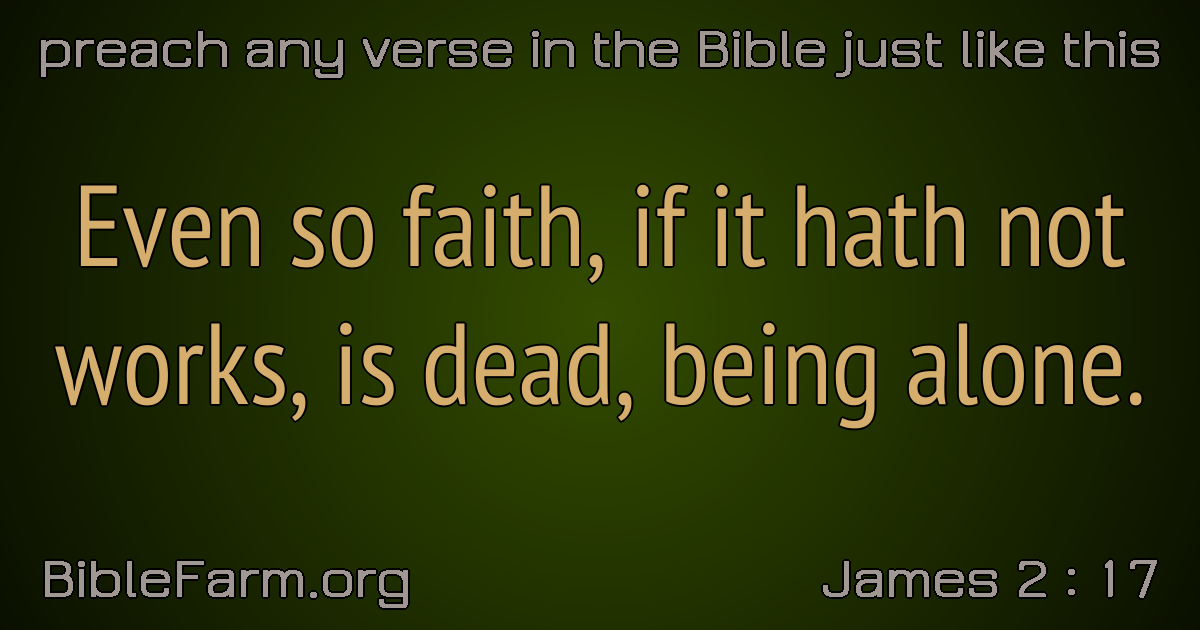 preach any verse in the Bible just like this
Even so faith, if it hath not
works, is dead, being alone.
BibleFarm.org
James 2 : 17